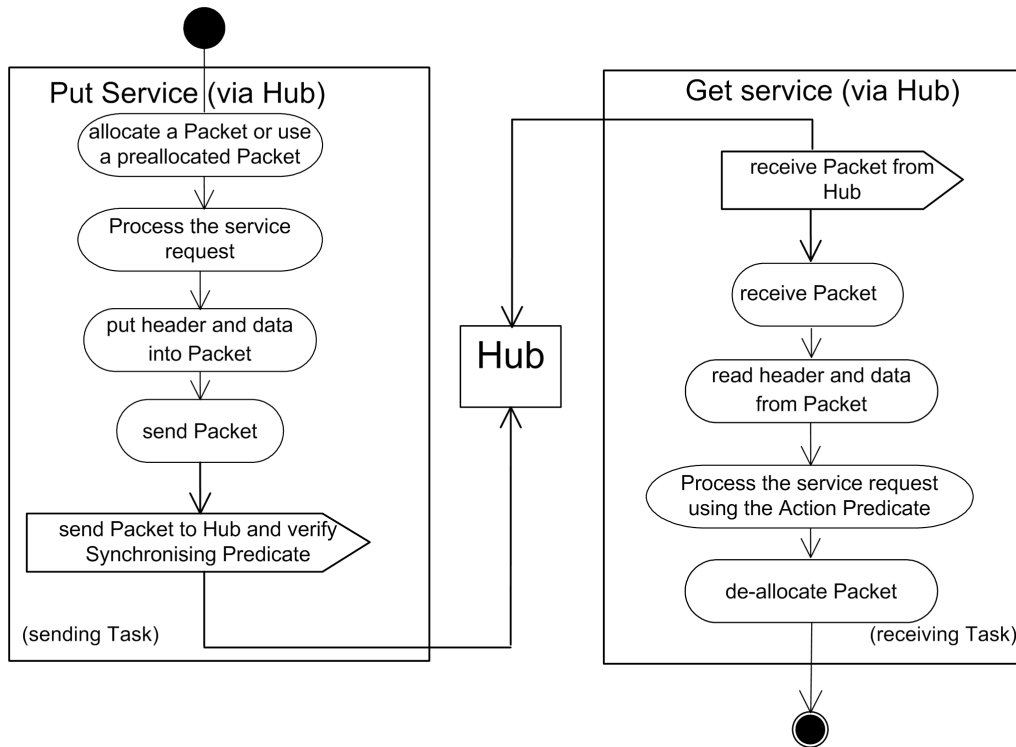 Put Service (via Hub)
allocate a Packet or use
a preallocated Packet
Process the service
request
put header and data
into Packet
send Packet
send Packet to Hub and verify
Synchronising Predicate
(sending Task)
Hub
Get service (via Hub)
receive Packet from
Hub
receive Packet
read header and data
from Packet
Process the service request
using the Action Predicate
de-allocate Packet
(receiving Task)